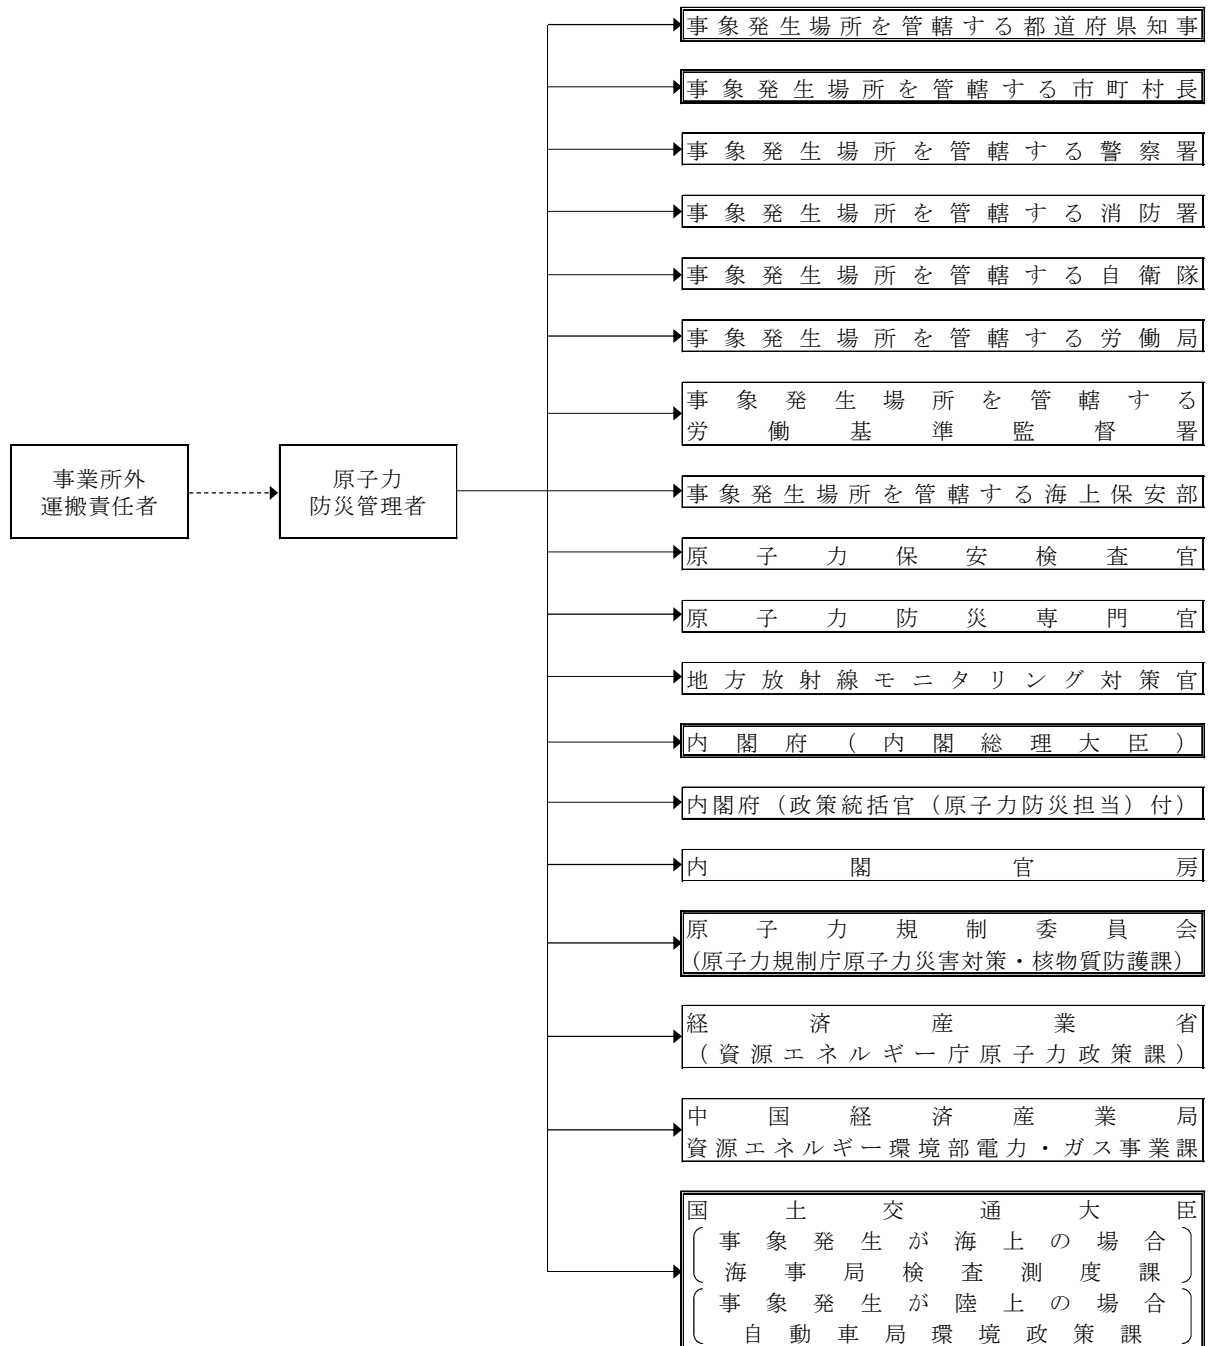 事象発生場所を管轄する都道府県知事
事象発生場所を管轄する市町村長
事象発生場所を管轄する警察署
事象発生場所を管轄する消防署
事象発生場所を管轄する自衛隊
事象発生場所を管轄する労働局
事象発生場所を管轄する
労働基準監督署
事業所外
運搬責任者
原子力
防災管理者
事象発生場所を管轄する海上保安部
原子力保安検査官
原子力防災専門官
地方放射線モニタリング対策官
内閣府（内閣総理大臣）
内閣府（政策統括官（原子力防災担当）付）
内閣官房
原子力規制委員会
（原子力規制庁原子力災害対策・核物質防護課）
経済産業省
（資源エネルギー庁原子力政策課）
中国経済産業局
資源エネルギー環境部電力・ガス事業課
国土交通大臣
事象発生が海上の場合
海事局検査測度課
事象発生が陸上の場合
自動車局環境政策課